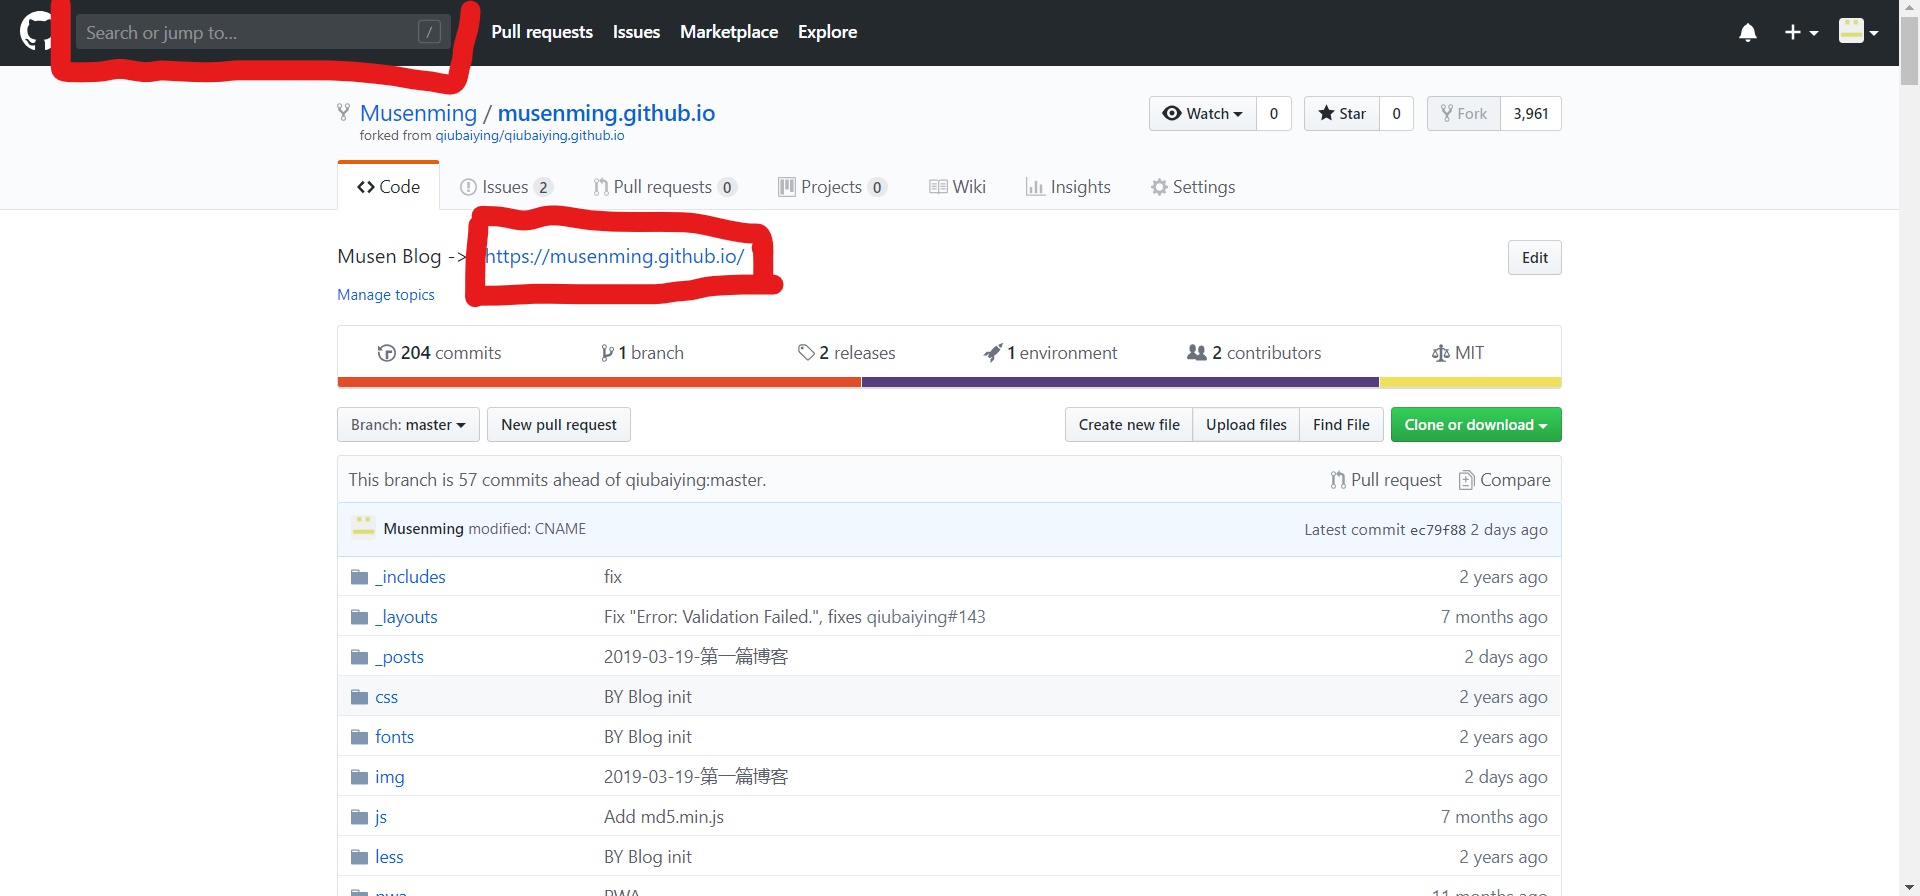 Search or jump to... /
Pull requests Issues Marketplace Explore
Musenming / musenming.github.io
Watch 0 Star 0 Fork 3,961
forked from qiubaiying/qiubaiying.github.io
Code Issues 2 Pull requests 0 Projects 0 Wiki Insights Settings
Musen Blog -> https://musenming.github.io/
Edit
Manage topics
204 commits 1 branch 2 releases 1 environment 2 contributors MIT
Branch: master New pull request Create new file Upload files Find File Clone or download
This branch is 57 commits ahead of qiubaiying:master. Pull request Compare
Musenming modified: CNAME Latest commit ec79f88 2 days ago
_includes fix 2 years ago
_layouts Fix "Error: Validation Failed.", fixes qiubaiying#143 7 months ago
_posts 2019-03-19-第一篇博客 2 days ago
css BY Blog init 2 years ago
fonts BY Blog init 2 years ago
img 2019-03-19-第一篇博客 2 days ago
js Add md5.min.js 7 months ago
less BY Blog init 2 years ago
pwa PWA 11 months ago